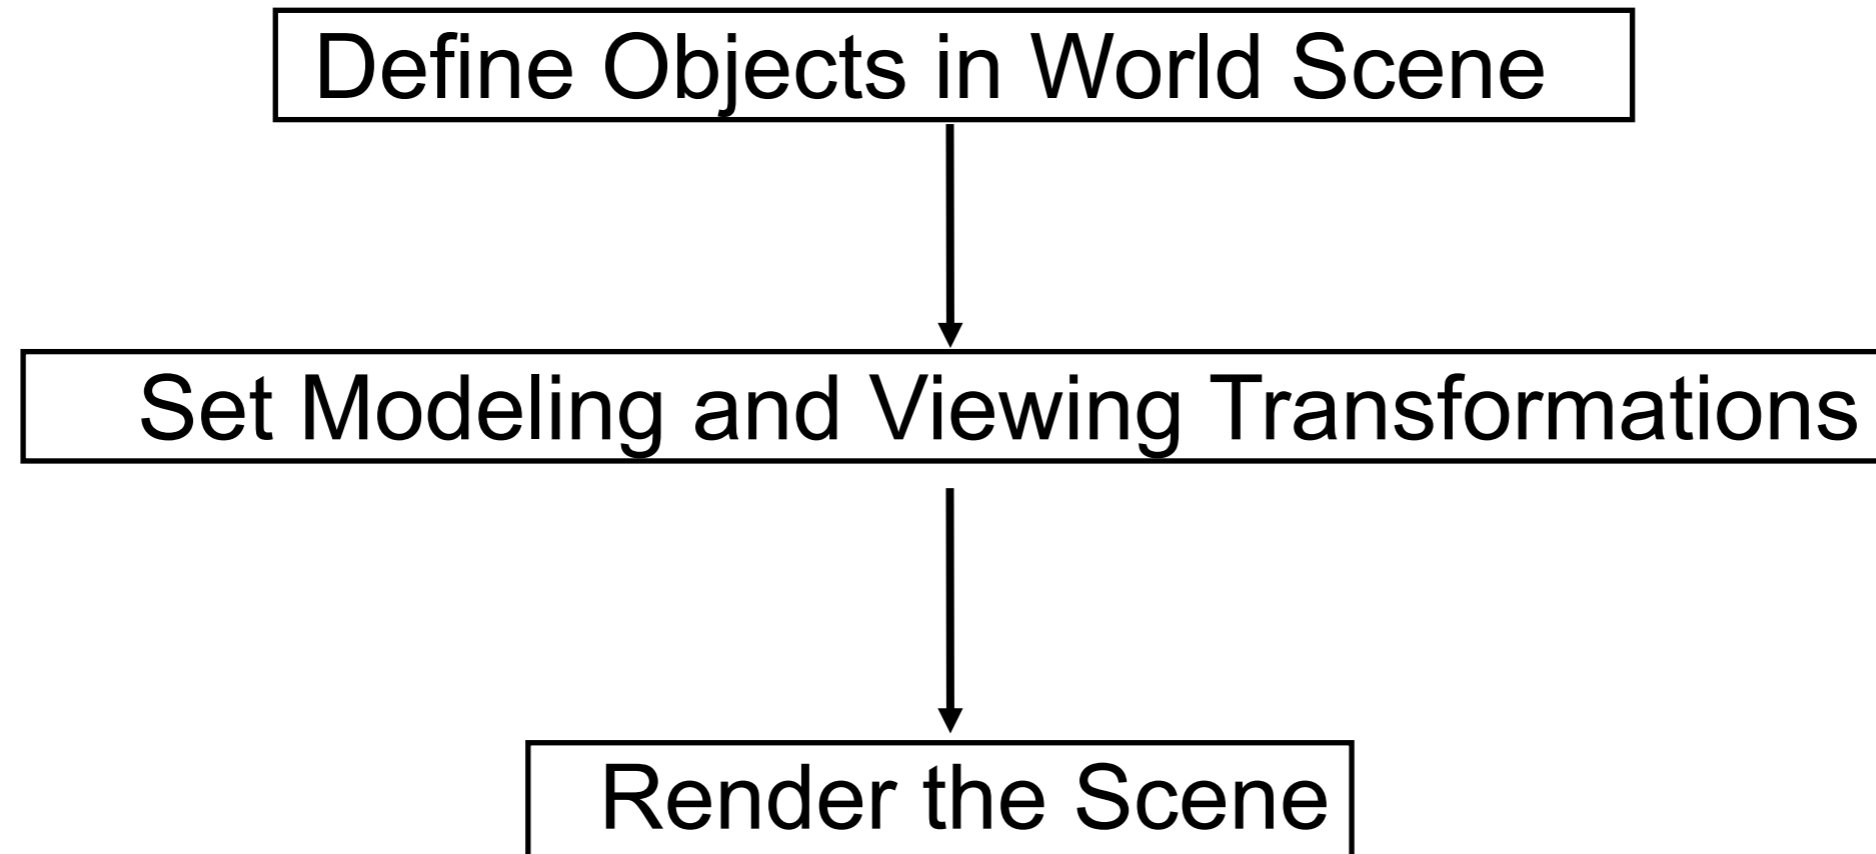 Define Objects in World Scene
Set Modeling and Viewing Transformations
Render the Scene